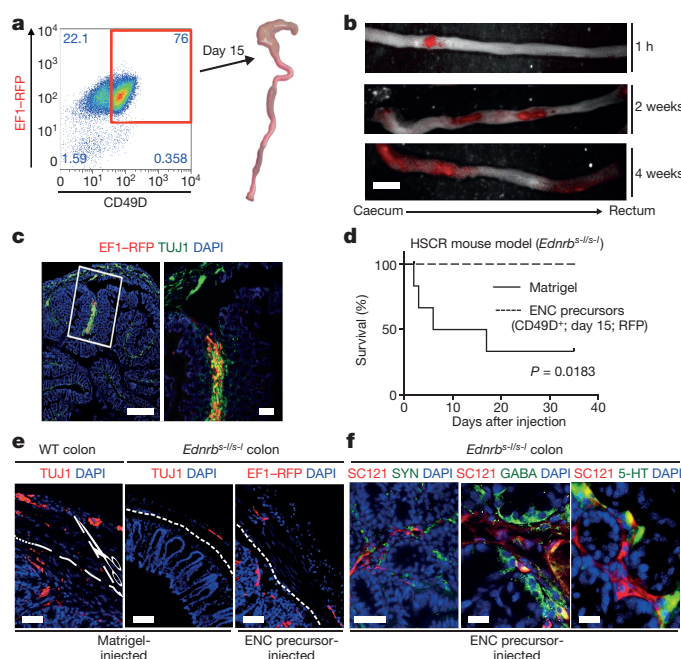 a
22.1
76
1.59
0.358
10⁴
10³
10²
10¹
0
EF1–RFP
0 10¹ 10² 10³ 10⁴
CD49D
Day 15
b
1 h
2 weeks
4 weeks
Caecum
Rectum
c
EF1–RFP TUJ1 DAPI
d
HSCR mouse model (Ednrbˢ⁻ˡ/ˢ⁻ˡ)
100
50
0
Survival (%)
Matrigel
ENC precursors
(CD49D⁺; day 15; RFP)
P = 0.0183
0 10 20 30 40
Days after injection
e
WT colon
Ednrbˢ⁻ˡ/ˢ⁻ˡ colon
TUJ1 DAPI
TUJ1 DAPI
EF1–RFP DAPI
Matrigel-
injected
ENC precursor-
injected
f
Ednrbˢ⁻ˡ/ˢ⁻ˡ colon
SC121 SYN DAPI
SC121 GABA DAPI
SC121 5-HT DAPI
ENC precursor-
injected